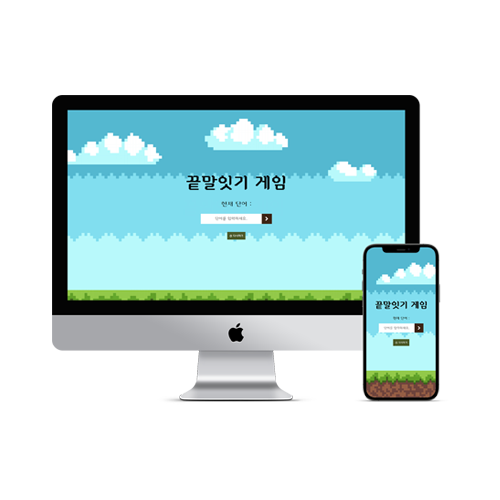 끝말잇기 게임
현재 단어 :
단어를 입력하세요.
끝말잇기 게임
현재 단어 :
단어를 입력하세요.